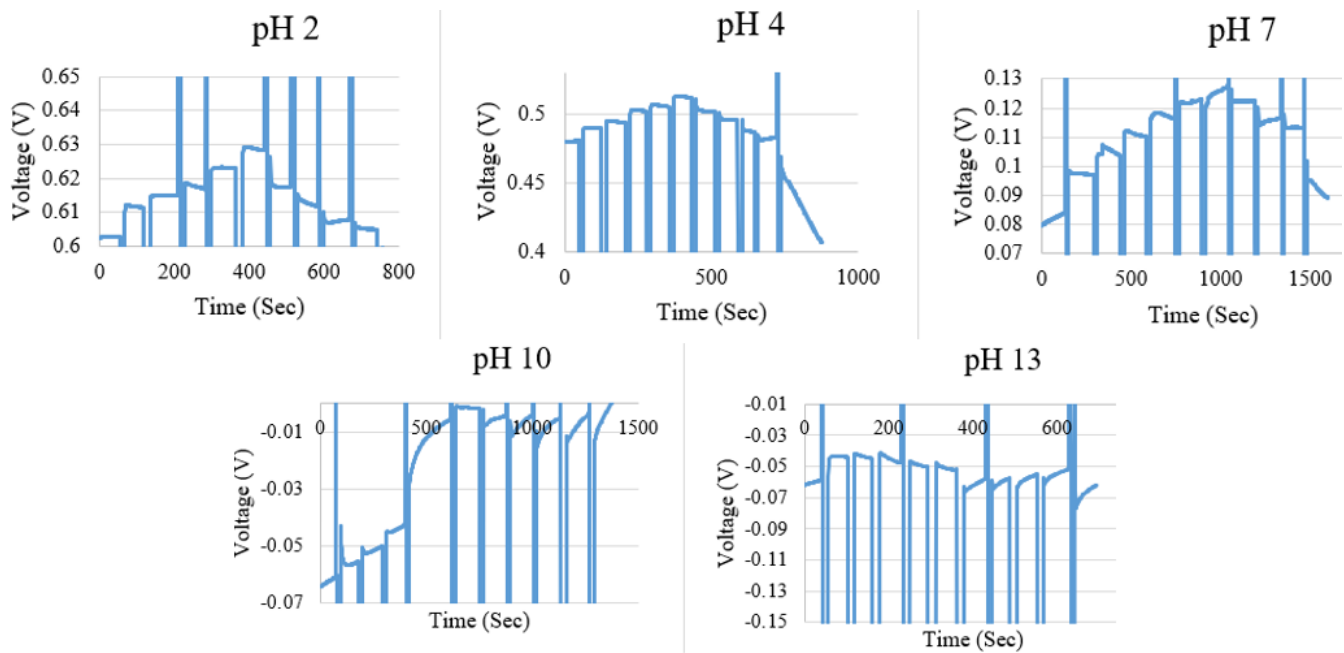 pH 2
0.65
0.64
0.63
0.62
0.61
0.6
Voltage (V)
0 200 400 600 800
Time (Sec)
pH 4
0.5
0.45
0.4
Voltage (V)
0 500 1000
Time (Sec)
pH 7
0.13
0.12
0.11
0.1
0.09
0.08
0.07
Voltage (V)
0 500 1000 1500
Time (Sec)
pH 10
0 500 1000 1500
-0.01
-0.03
-0.05
-0.07
Voltage (V)
Time (Sec)
pH 13
-0.01
0 200 400 600
-0.03
-0.05
-0.07
-0.09
-0.11
-0.13
-0.15
Voltage (V)
Time (Sec)